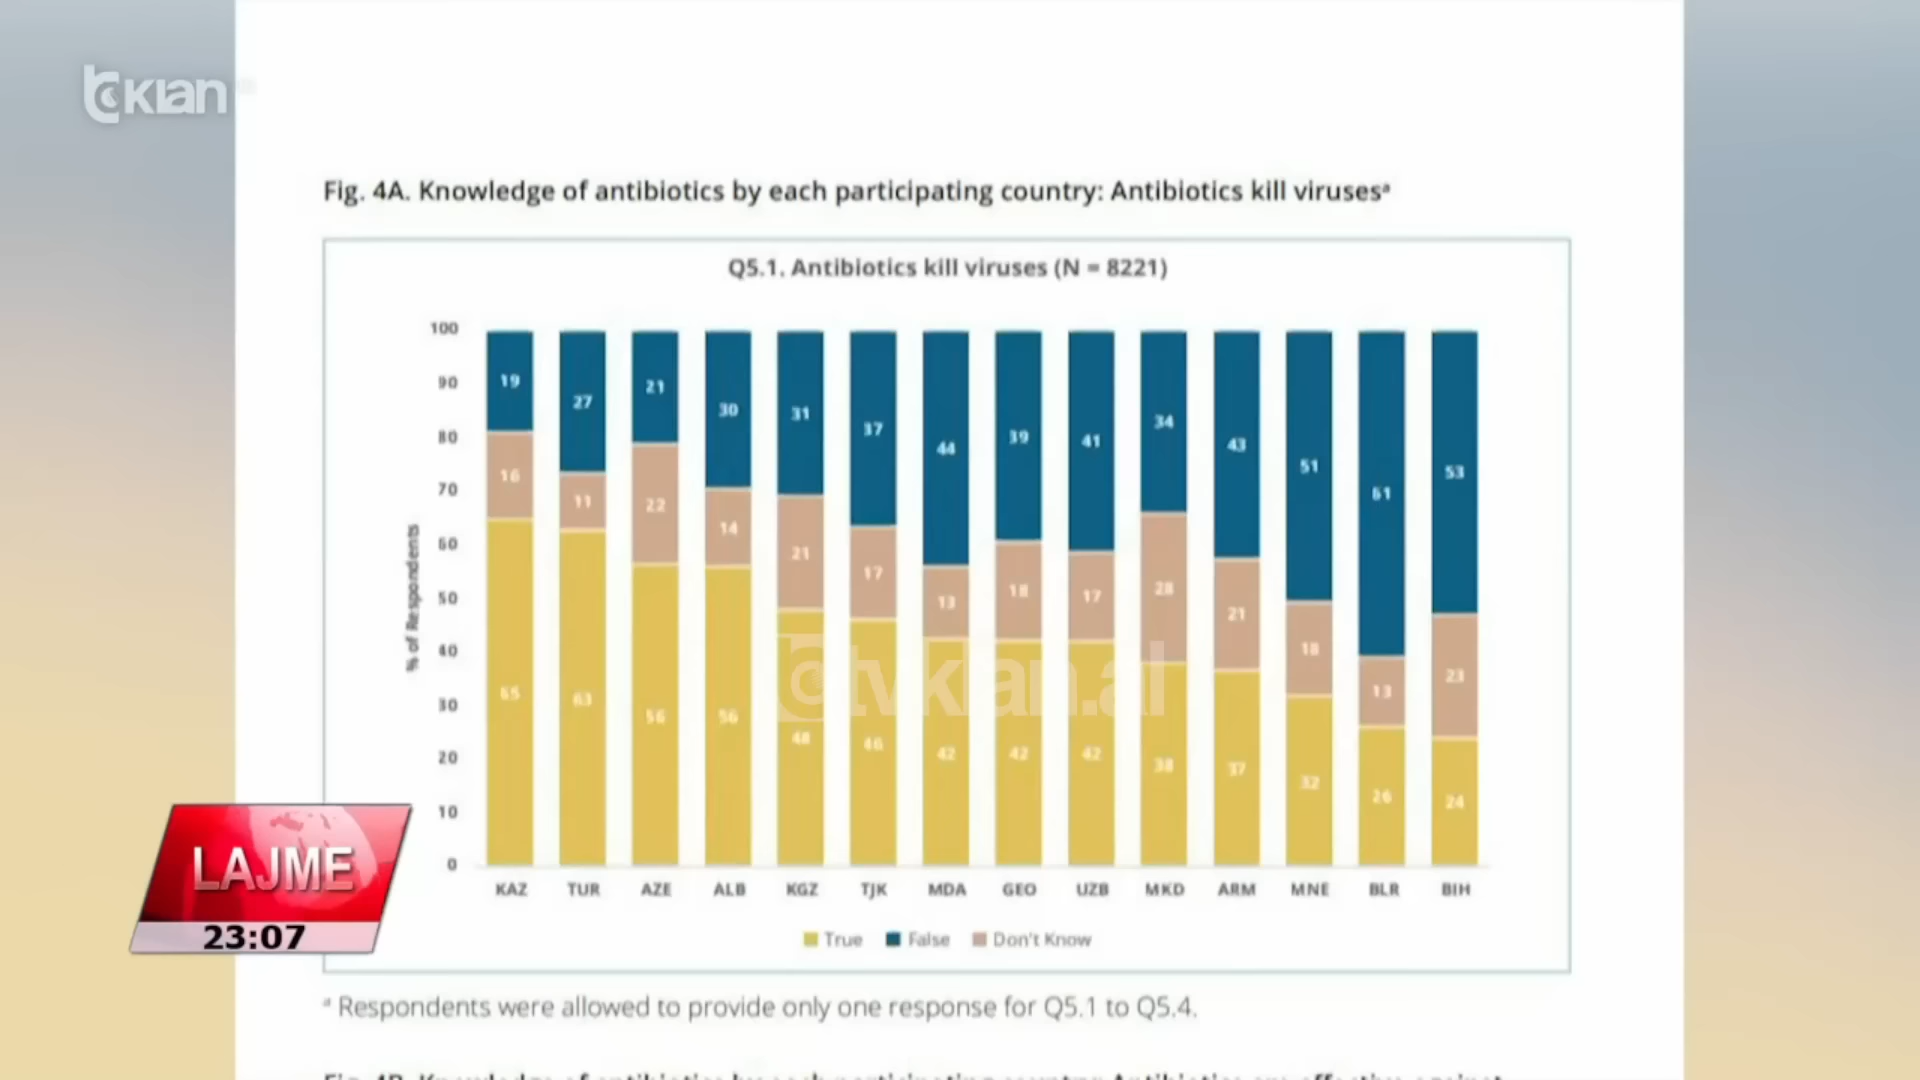 tvklan
Fig. 4A. Knowledge of antibiotics by each participating country: Antibiotics kill virusesᵃ
Q5.1. Antibiotics kill viruses (N = 8221)
% of Respondents
100
90
80
70
60
50
40
30
20
10
0
19 27 21 30 31 37 44 39 41 34 43 51 61 53
16 11 22 14 21 17 13 18 17 28 21 18 13 23
65 63 56 56 48 46 42 42 42 38 37 32 26 24
KAZ TUR AZE ALB KGZ TJK MDA GEO UZB MKD ARM MNE BLR BIH
True False Don't Know
tvklan.al
LAJME
23:07
ᵃ Respondents were allowed to provide only one response for Q5.1 to Q5.4.